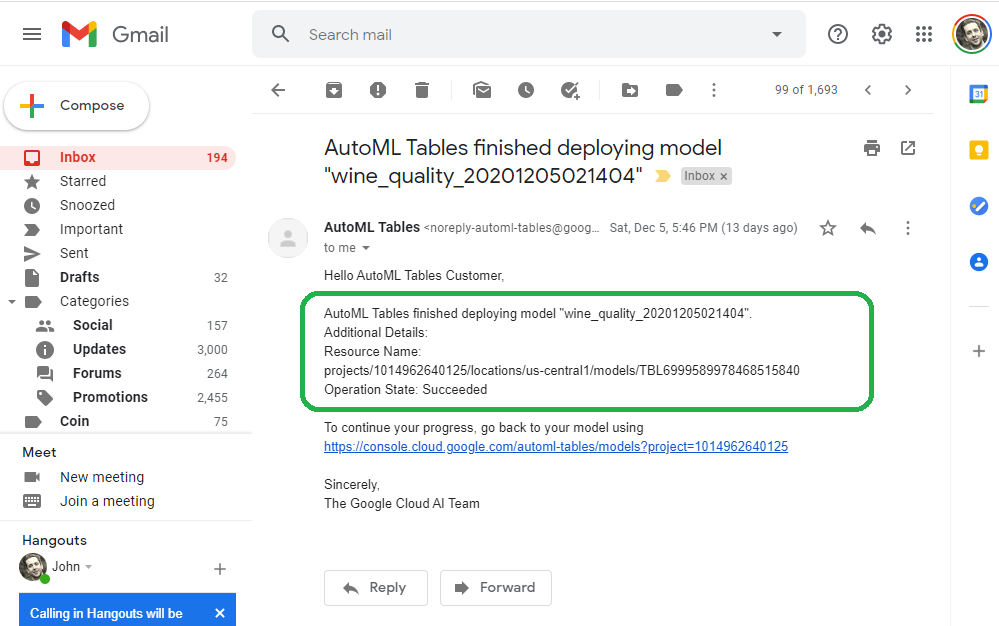 Gmail
Search mail
Compose
99 of 1,693
Inbox 194
Starred
Snoozed
Important
Sent
Drafts 32
Categories
Social 157
Updates 3,000
Forums 264
Promotions 2,455
Coin 75
Meet
New meeting
Join a meeting
Hangouts
John
Calling in Hangouts will be
AutoML Tables finished deploying model
"wine_quality_20201205021404"
Inbox x
AutoML Tables <noreply-automl-tables@goog... Sat, Dec 5, 5:46 PM (13 days ago)
to me
Hello AutoML Tables Customer,
AutoML Tables finished deploying model "wine_quality_20201205021404".
Additional Details:
Resource Name:
projects/1014962640125/locations/us-central1/models/TBL6999589978468515840
Operation State: Succeeded
To continue your progress, go back to your model using
https://console.cloud.google.com/automl-tables/models?project=1014962640125
Sincerely,
The Google Cloud AI Team
Reply
Forward
31